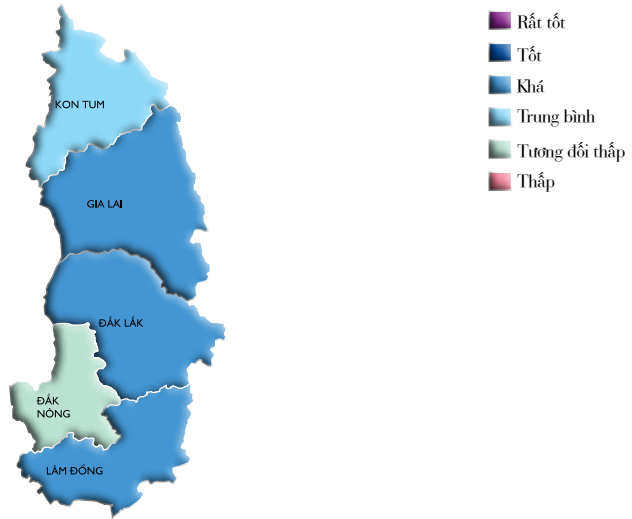 Rất tốt
Tốt
Khá
Trung bình
Tương đối thấp
Thấp
KON TUM
GIA LAI
ĐẮK LẮK
ĐẮK
NÔNG
LÂM ĐỒNG